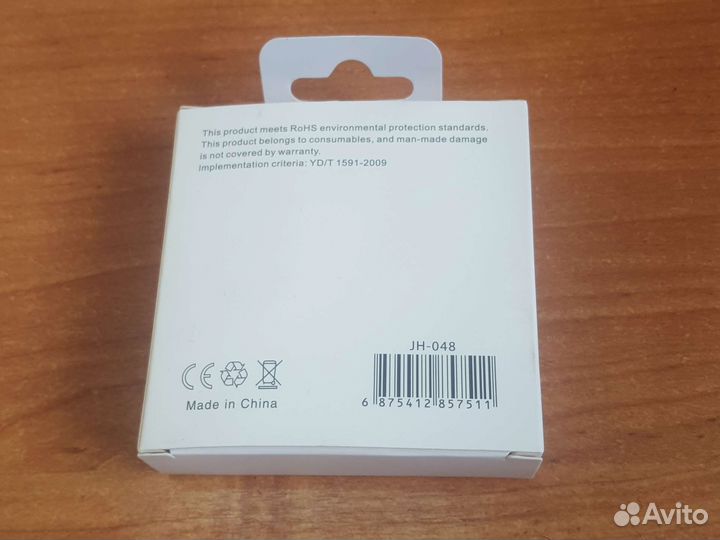 This product meets RoHS environmental protection standards.
This product belongs to consumables, and man-made damage
is not covered by warranty.
Implementation criteria: YD/T 1591-2009
JH-048
CE
Made in China
6 875412 857511
Avito